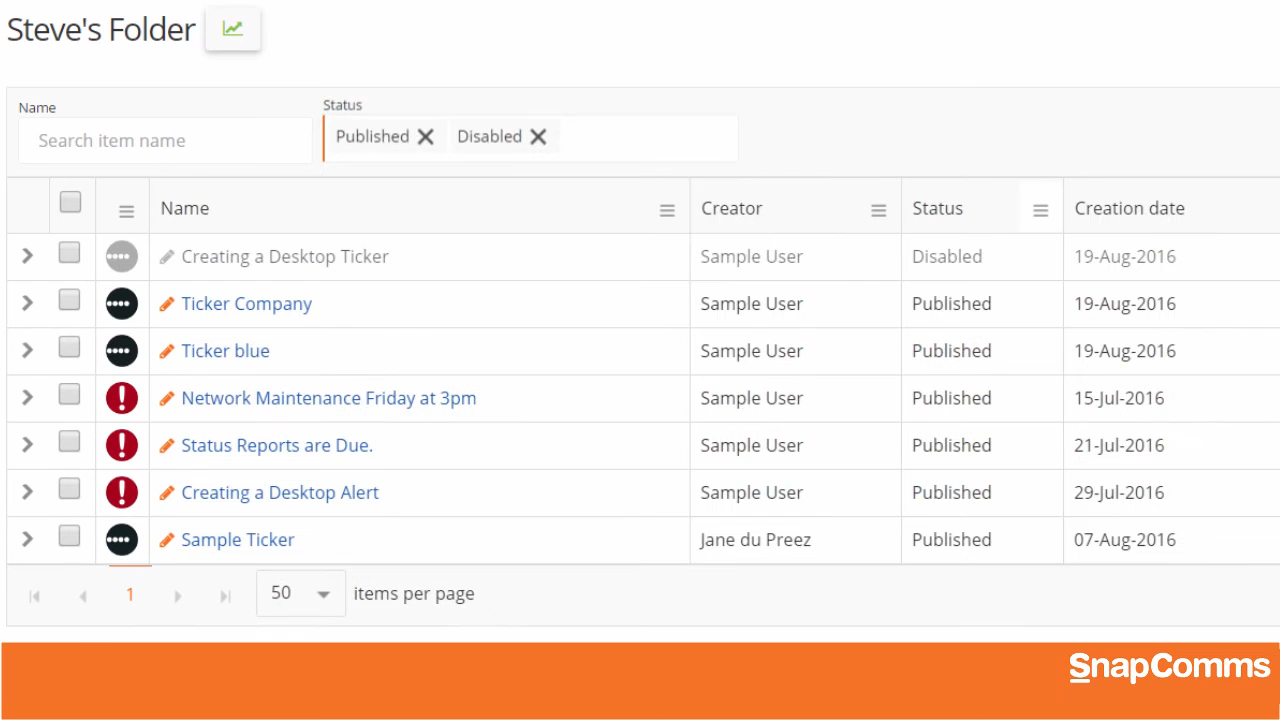 Steve's Folder
Name
Status
Search item name
Published
Disabled
Name Creator Status Creation date
Creating a Desktop Ticker Sample User Disabled 19-Aug-2016
Ticker Company Sample User Published 19-Aug-2016
Ticker blue Sample User Published 19-Aug-2016
Network Maintenance Friday at 3pm Sample User Published 15-Jul-2016
Status Reports are Due. Sample User Published 21-Jul-2016
Creating a Desktop Alert Sample User Published 29-Jul-2016
Sample Ticker Jane du Preez Published 07-Aug-2016
1 50 items per page
SnapComms